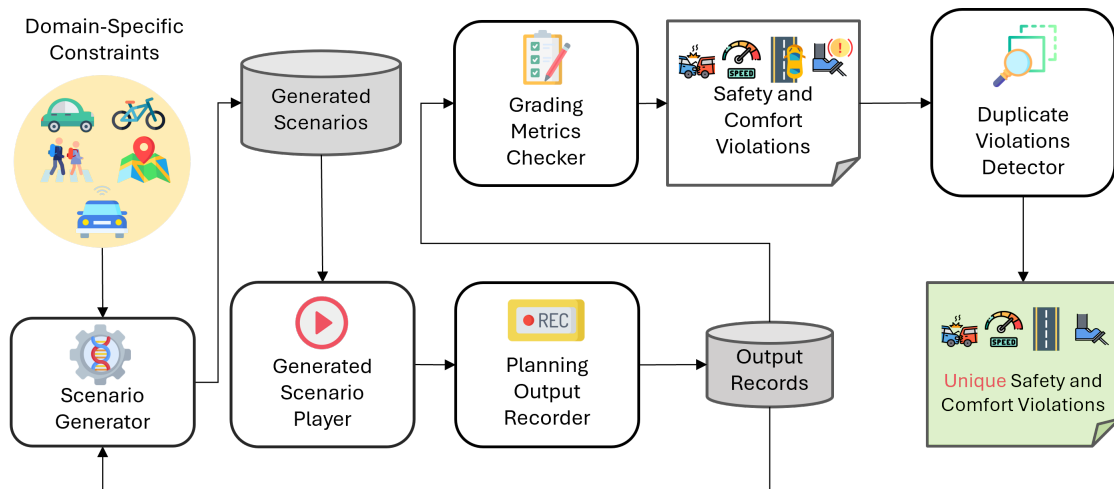 Domain-Specific
Constraints
Scenario
Generator
Generated
Scenarios
Generated
Scenario
Player
REC
Planning
Output
Recorder
Output
Records
Grading
Metrics
Checker
SPEED
Safety and
Comfort
Violations
Duplicate
Violations
Detector
SPEED
Unique Safety and
Comfort Violations